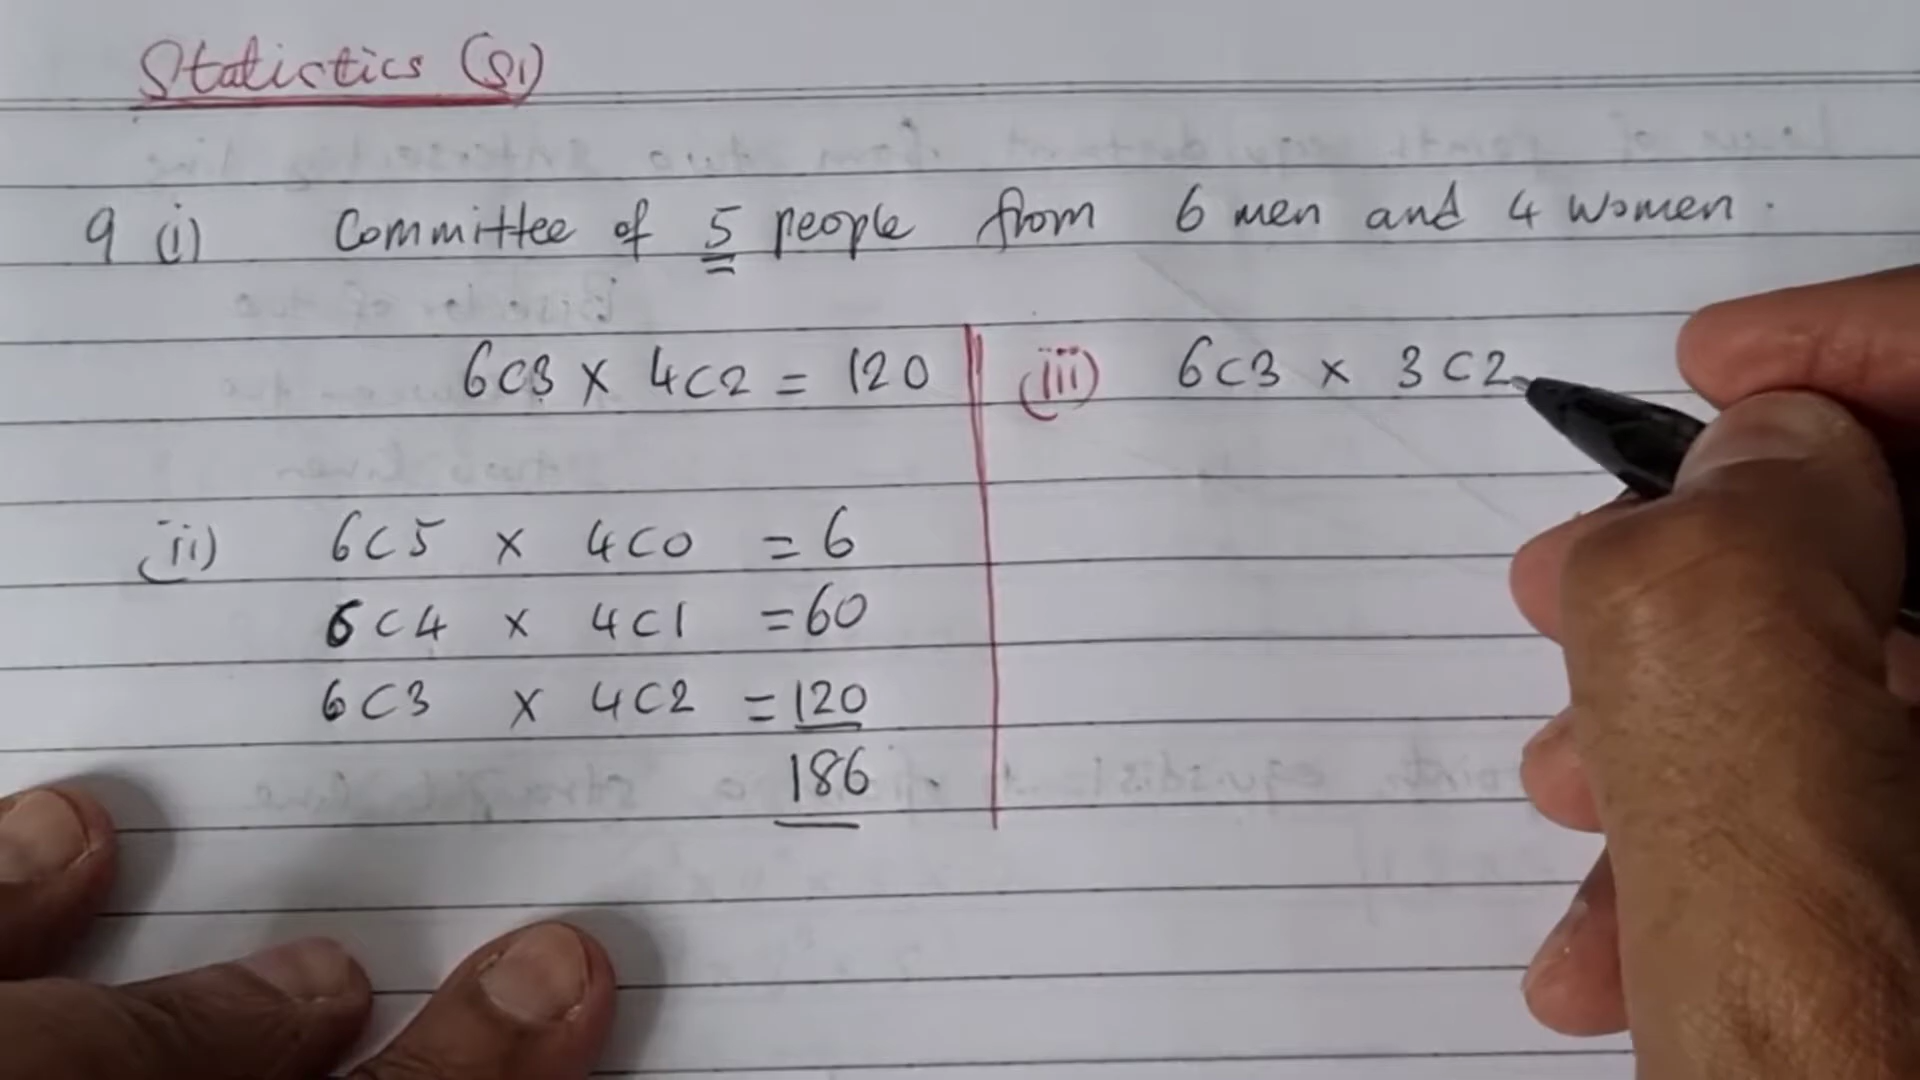 Statistics (S1)
9 (i) Committee of 5 people from 6 men and 4 women.
6C3 x 4C2 = 120
(ii) 6C5 x 4C0 = 6
6C4 x 4C1 = 60
6C3 x 4C2 = 120
186
(iii) 6C3 x 3C2